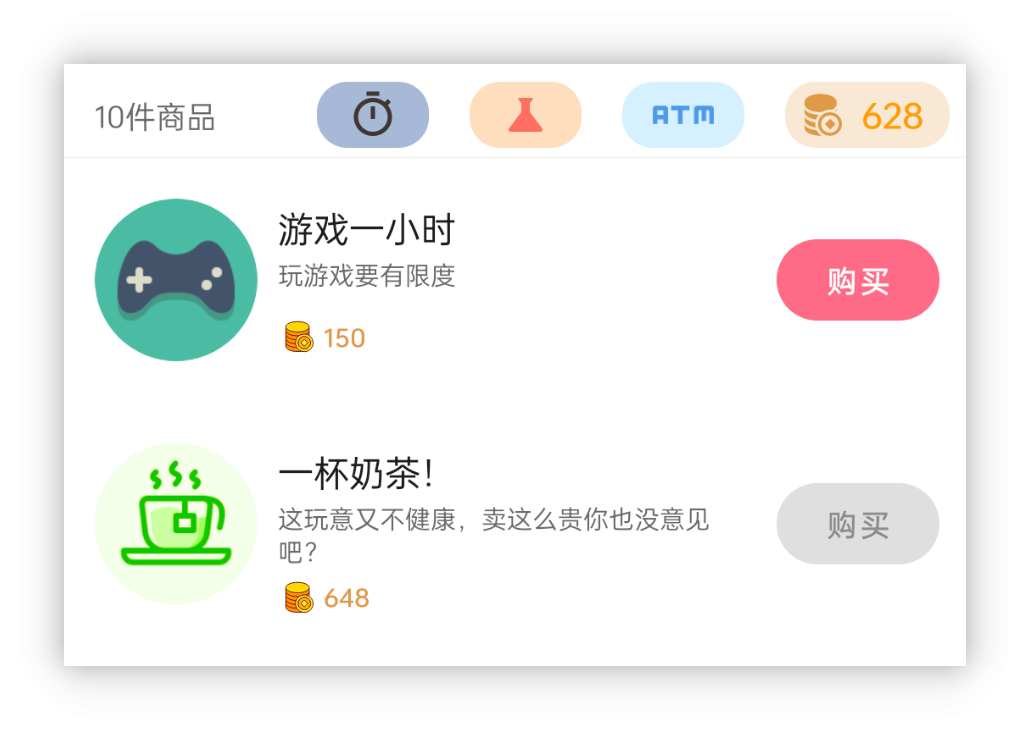 10件商品
ATM
628
游戏一小时
玩游戏要有限度
150
购买
一杯奶茶！
这玩意又不健康，卖这么贵你也没意见
吧？
648
购买